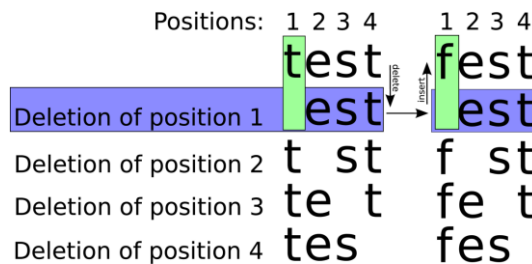 Positions: 1 2 3 4 1 2 3 4
test fest
delete insert
Deletion of position 1 est est
Deletion of position 2 t st f st
Deletion of position 3 te t fe t
Deletion of position 4 tes fes